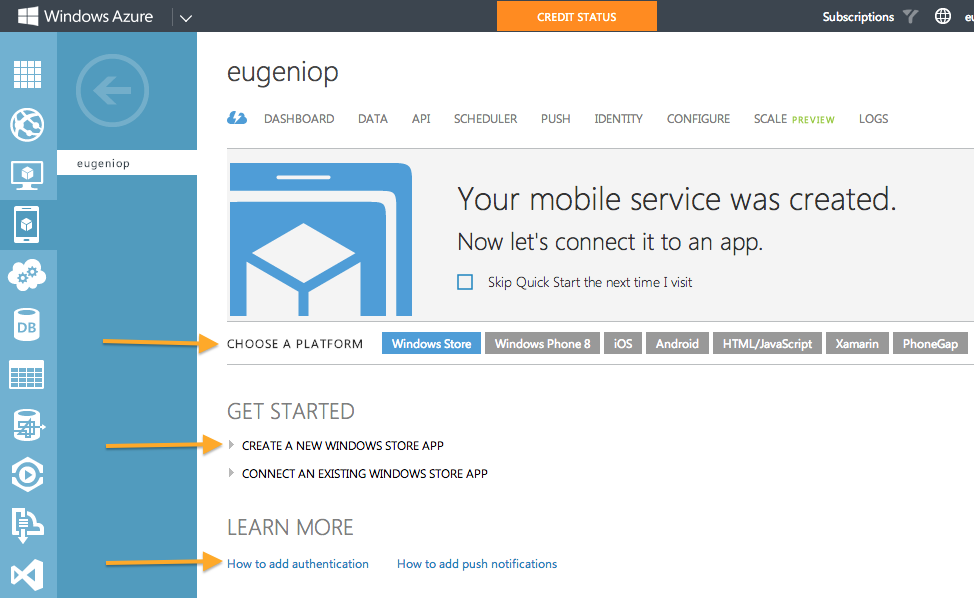 Windows Azure
CREDIT STATUS
Subscriptions
eugeniop
eugeniop
DASHBOARD DATA API SCHEDULER PUSH IDENTITY CONFIGURE SCALE PREVIEW LOGS
Your mobile service was created.
Now let's connect it to an app.
Skip Quick Start the next time I visit
CHOOSE A PLATFORM Windows Store Windows Phone 8 iOS Android HTML/JavaScript Xamarin PhoneGap
GET STARTED
CREATE A NEW WINDOWS STORE APP
CONNECT AN EXISTING WINDOWS STORE APP
LEARN MORE
How to add authentication How to add push notifications
DB